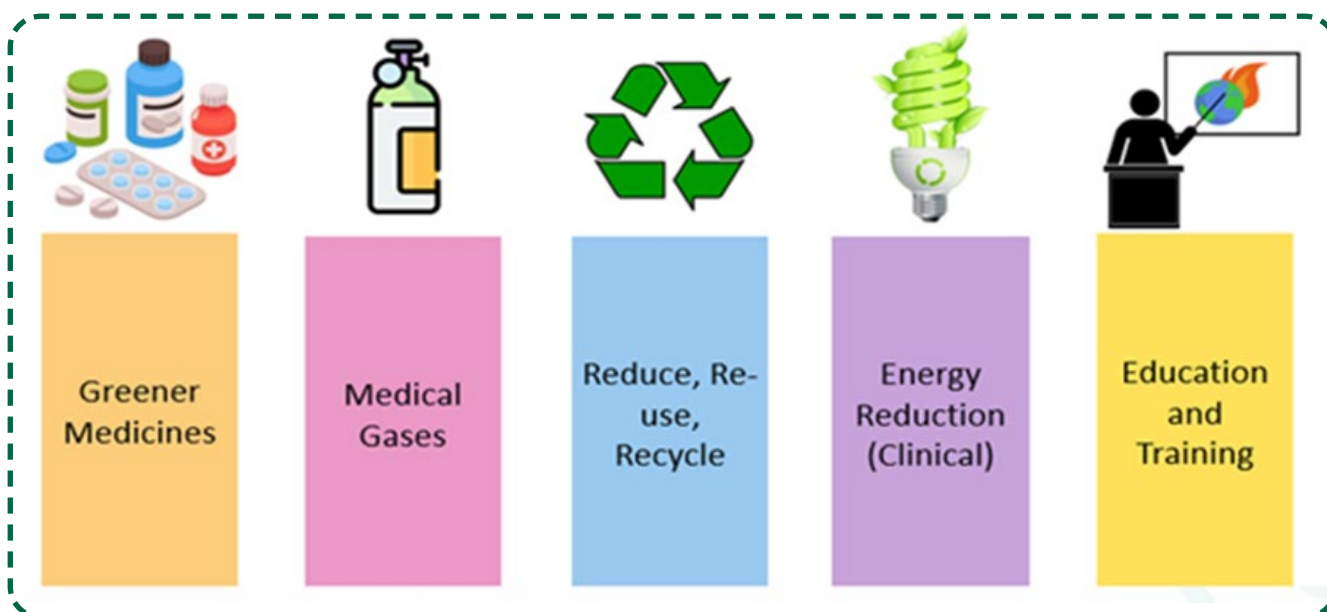 Greener
Medicines
Medical
Gases
Reduce, Re-
use,
Recycle
Energy
Reduction
(Clinical)
Education
and
Training